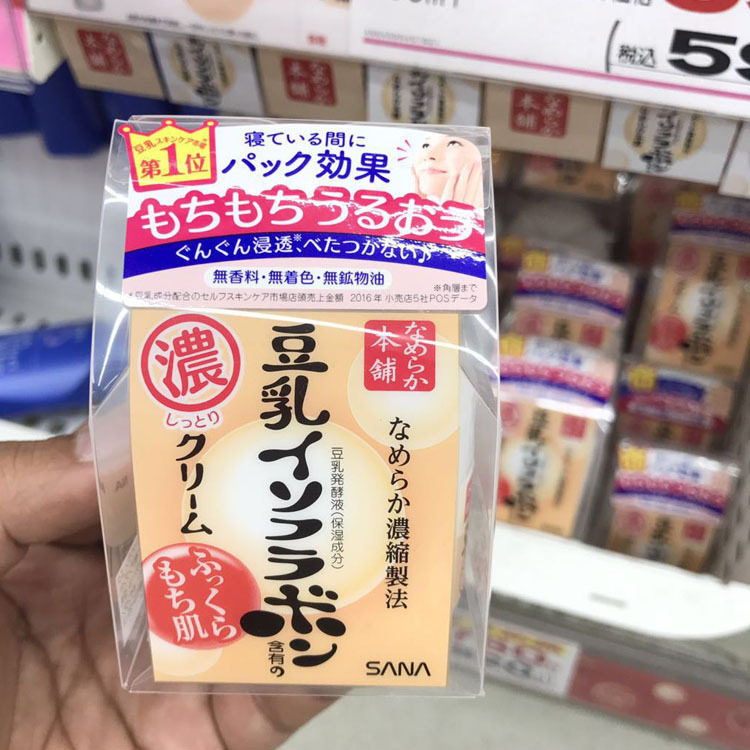 豆乳スキンケア市場
第1位
寝ている間に
パック効果
もちもちうるおう
ぐんぐん浸透※、べたつかない♪
無香料・無着色・無鉱物油
※角層まで
*豆乳成分配合のセルフスキンケア市場店頭売上金額 2016年 小売店5社POSデータ
なめらか
本舗
濃
しっとり
クリーム
豆乳イソフラボン
含有の
豆乳発酵液(保湿成分)
なめらか濃縮製法
ふっくら
もち肌
SANA
税込